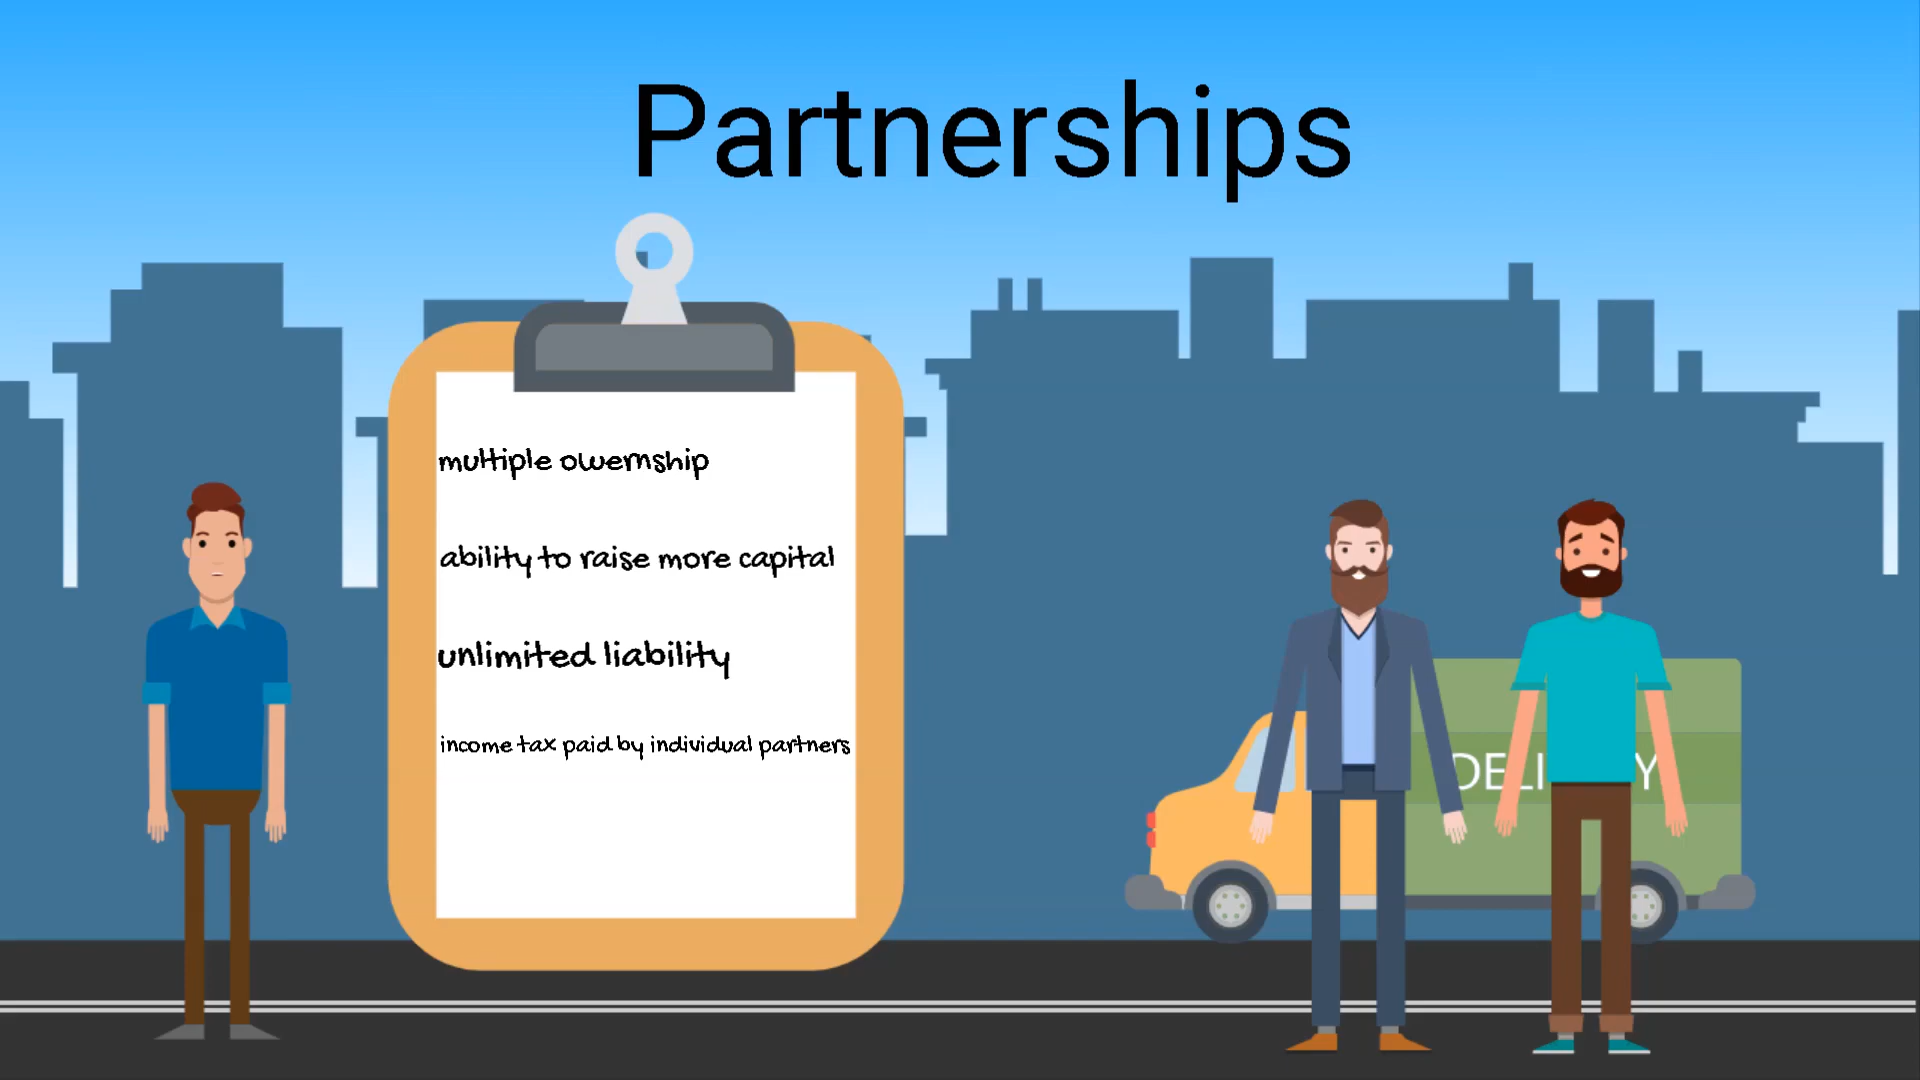 Partnerships
multiple owernship
ability to raise more capital
unlimited liability
income tax paid by individual partners